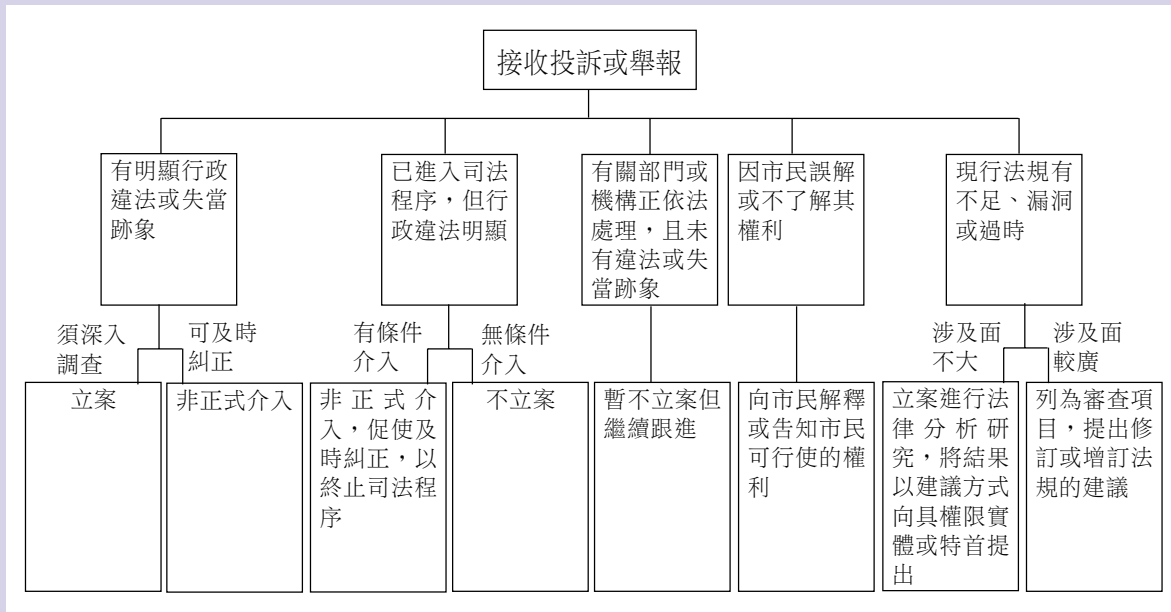 接收投訴或舉報
有明顯行政
違法或失當
跡象
已進入司法
程序，但行
政違法明顯
有關部門或
機構正依法
處理，且未
有違法或失
當跡象
因市民誤解
或不了解其
權利
現行法規有
不足、漏洞
或過時
須深入
調查
可及時
糾正
有條件
介入
無條件
介入
涉及面
不大
涉及面
較廣
立案
非正式介入
非正式介
入，促使及
時糾正，以
終止司法程
序
不立案
暫不立案但
繼續跟進
向市民解釋
或告知市民
可行使的權
利
立案進行法
律分析研
究，將結果
以建議方式
向具權限實
體或特首提
出
列為審查項
目，提出修
訂或增訂法
規的建議